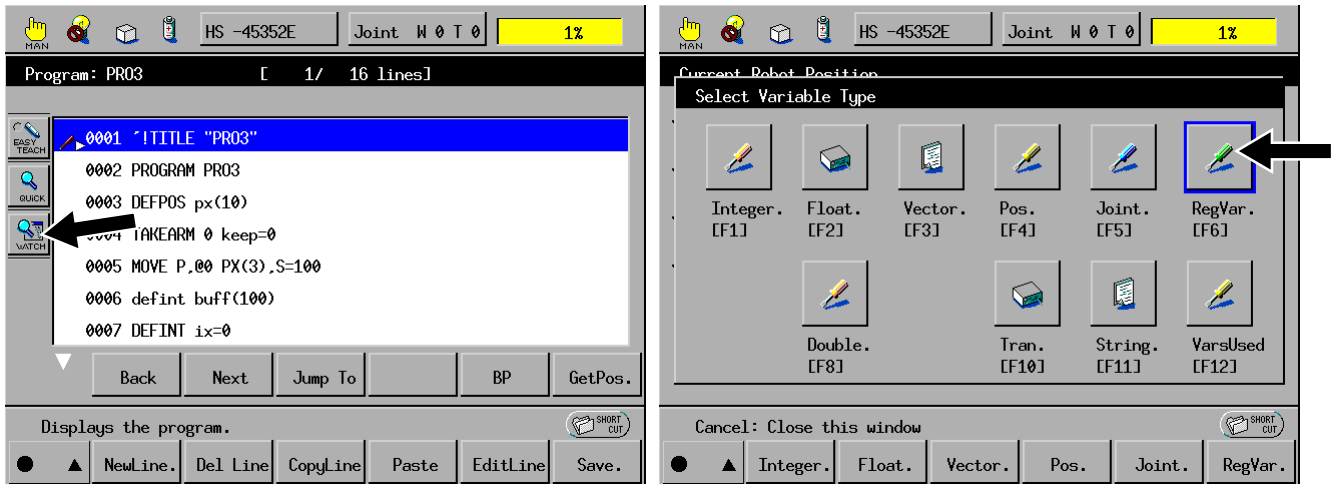 MAN HS -45352E Joint W 0 T 0 1%
Program: PRO3 [ 1/ 16 lines]
EASY TEACH
QUICK
WATCH
0001 ´!TITLE "PRO3"
0002 PROGRAM PRO3
0003 DEFPOS px(10)
0004 TAKEARM 0 keep=0
0005 MOVE P,@0 PX(3),S=100
0006 defint buff(100)
0007 DEFINT ix=0
Back Next Jump To BP GetPos.
Displays the program. SHORT CUT
NewLine. Del Line CopyLine Paste EditLine Save.
MAN HS -45352E Joint W 0 T 0 1%
Current Robot Position
Select Variable Type
Integer. Float. Vector. Pos. Joint. RegVar.
[F1] [F2] [F3] [F4] [F5] [F6]
Double. Tran. String. VarsUsed
[F8] [F10] [F11] [F12]
Cancel: Close this window SHORT CUT
Integer. Float. Vector. Pos. Joint. RegVar.